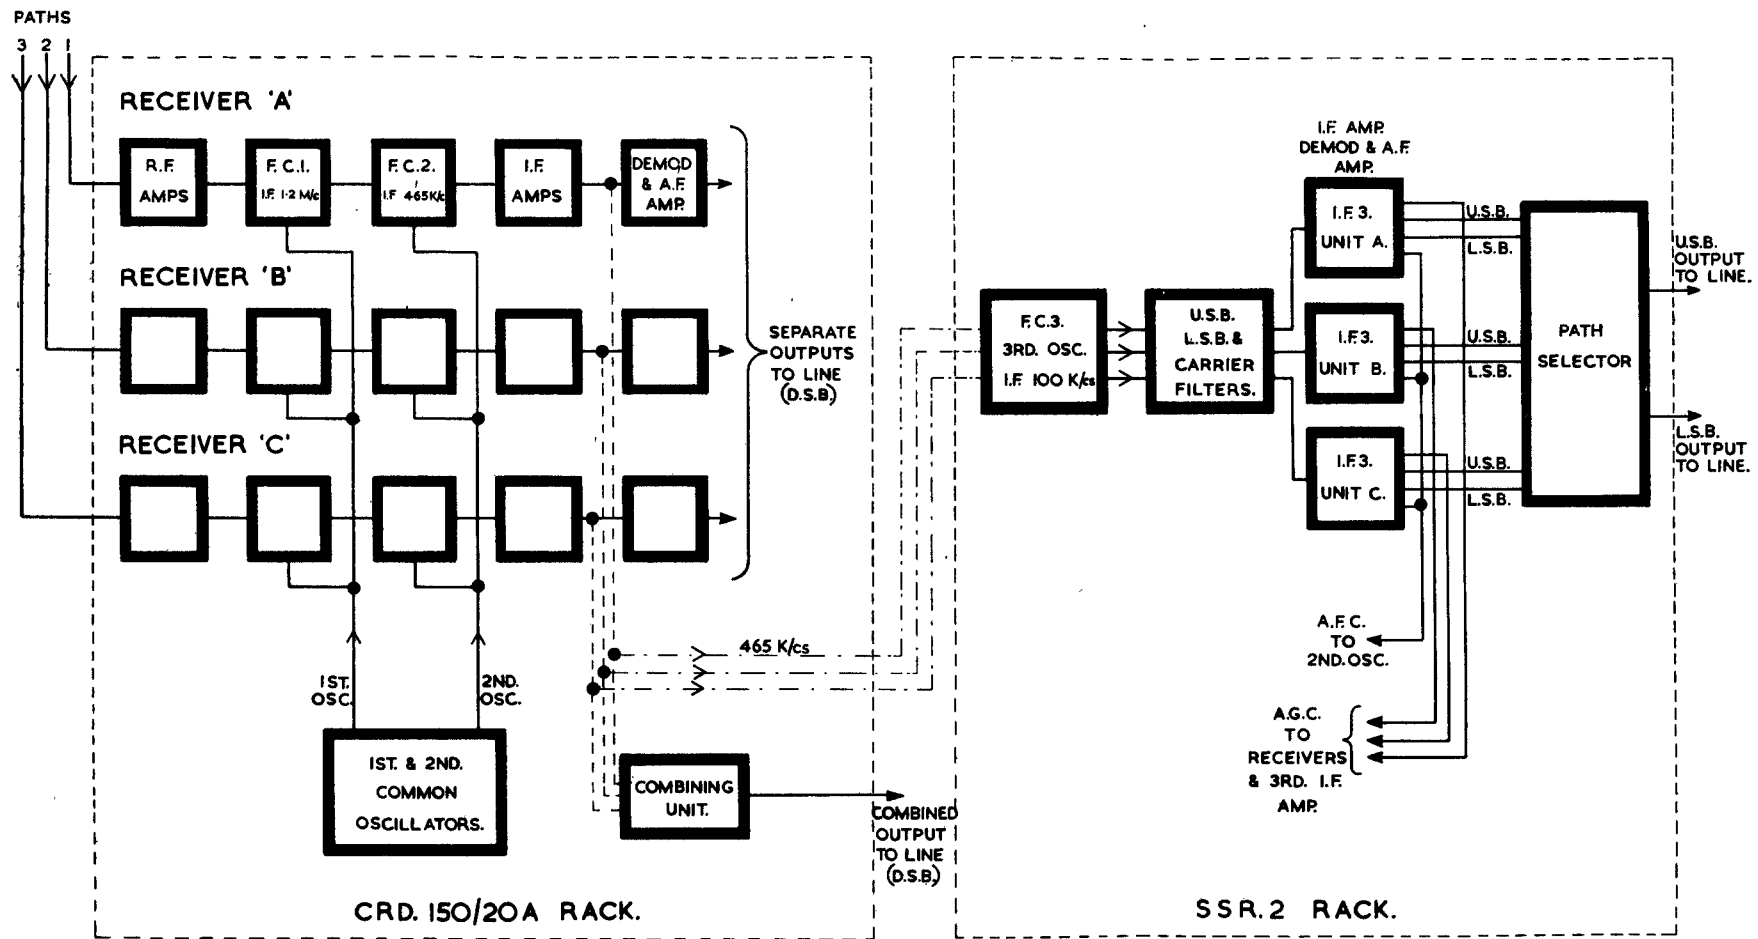 PATHS
3 2 1
RECEIVER 'A'
R.F.
AMPS
F.C.1.
I.F. 1·2 M/c
F.C.2.
I.F. 465K/c
I.F.
AMPS
DEMOD
& A.F.
AMP.
RECEIVER 'B'
RECEIVER 'C'
SEPARATE
OUTPUTS
TO LINE
(D.S.B.)
465 K/cs
1ST.
OSC.
2ND.
OSC.
1ST. & 2ND.
COMMON
OSCILLATORS.
COMBINING
UNIT.
COMBINED
OUTPUT
TO LINE
(D.S.B.)
CRD. 150/20A RACK.
F.C.3.
3RD. OSC.
I.F. 100 K/cs
U.S.B.
L.S.B. &
CARRIER
FILTERS.
I.F. AMP.
DEMOD & A.F.
AMP.
I.F.3.
UNIT A.
I.F.3.
UNIT B.
I.F.3.
UNIT C.
U.S.B.
L.S.B.
U.S.B.
L.S.B.
U.S.B.
L.S.B.
PATH
SELECTOR
U.S.B.
OUTPUT
TO LINE.
L.S.B.
OUTPUT
TO LINE.
A.F.C.
TO
2ND. OSC.
A.G.C.
TO
RECEIVERS
& 3RD. I.F.
AMP.
SSR.2 RACK.